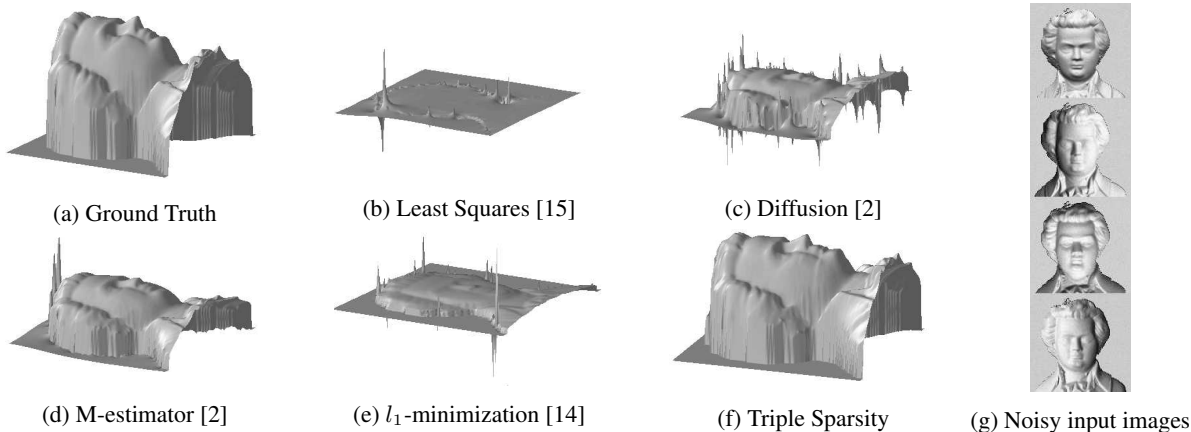 (a) Ground Truth
(b) Least Squares [15]
(c) Diffusion [2]
(d) M-estimator [2]
(e) l₁-minimization [14]
(f) Triple Sparsity
(g) Noisy input images